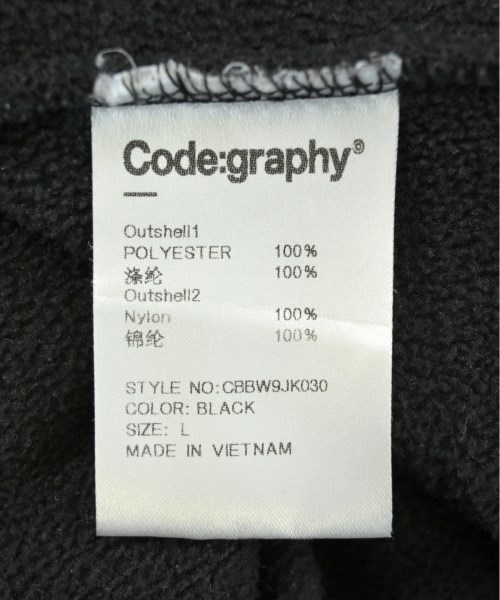 Code:graphy®
Outshell1
POLYESTER 100%
涤纶 100%
Outshell2
Nylon 100%
锦纶 100%
STYLE NO:CBBW9JK030
COLOR: BLACK
SIZE: L
MADE IN VIETNAM